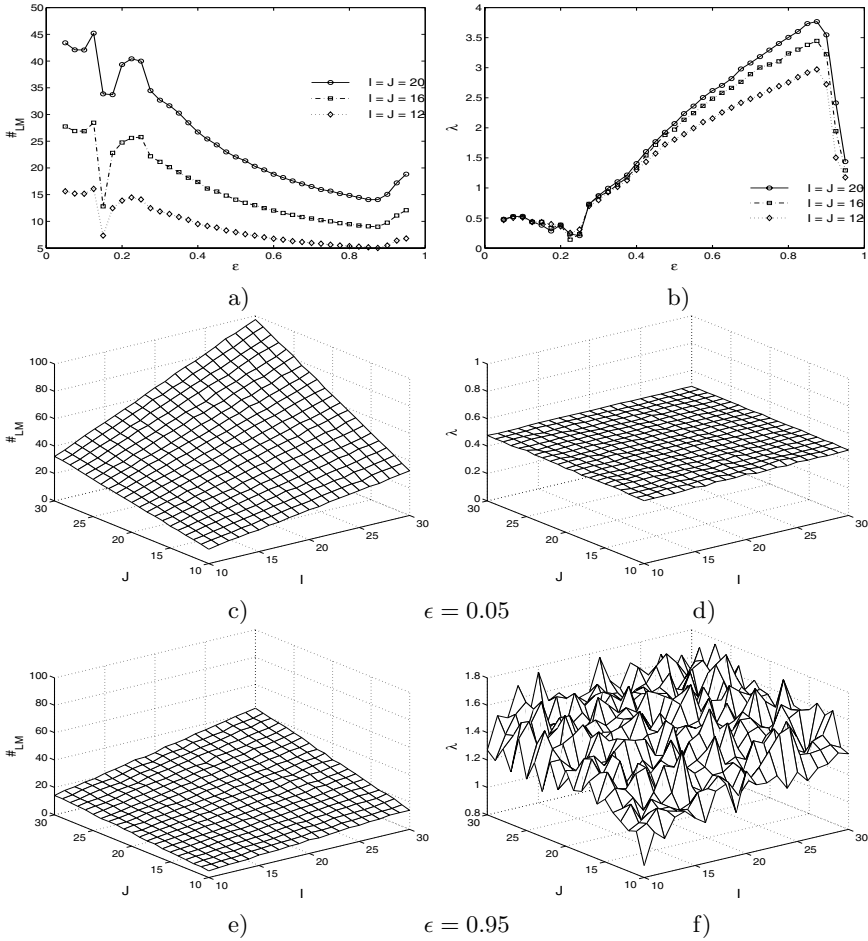 50
45
40
35
30
25
20
15
10
5
#LM
0 0.2 0.4 0.6 0.8 1
ε
I = J = 20
I = J = 16
I = J = 12
a)
4
3.5
3
2.5
2
1.5
1
0.5
0
λ
0 0.2 0.4 0.6 0.8 1
ε
I = J = 20
I = J = 16
I = J = 12
b)
100
80
60
40
20
0
#LM
30 25 20 15 10
J
10 15 20 25 30
I
c)
1
0.8
0.6
0.4
0.2
0
λ
30 25 20 15 10
J
10 15 20 25 30
I
d)
ϵ = 0.05
100
80
60
40
20
0
#LM
30 25 20 15 10
J
10 15 20 25 30
I
e)
1.8
1.6
1.4
1.2
1
0.8
λ
30 25 20 15 10
J
10 15 20 25 30
I
f)
ϵ = 0.95